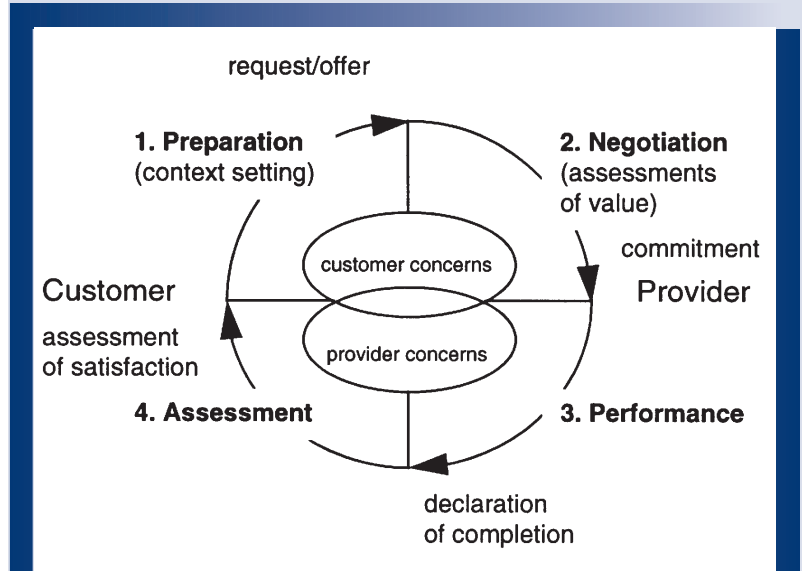 request/offer
1. Preparation
(context setting)
2. Negotiation
(assessments
of value)
customer concerns
commitment
Customer
Provider
assessment
of satisfaction
provider concerns
4. Assessment
3. Performance
declaration
of completion